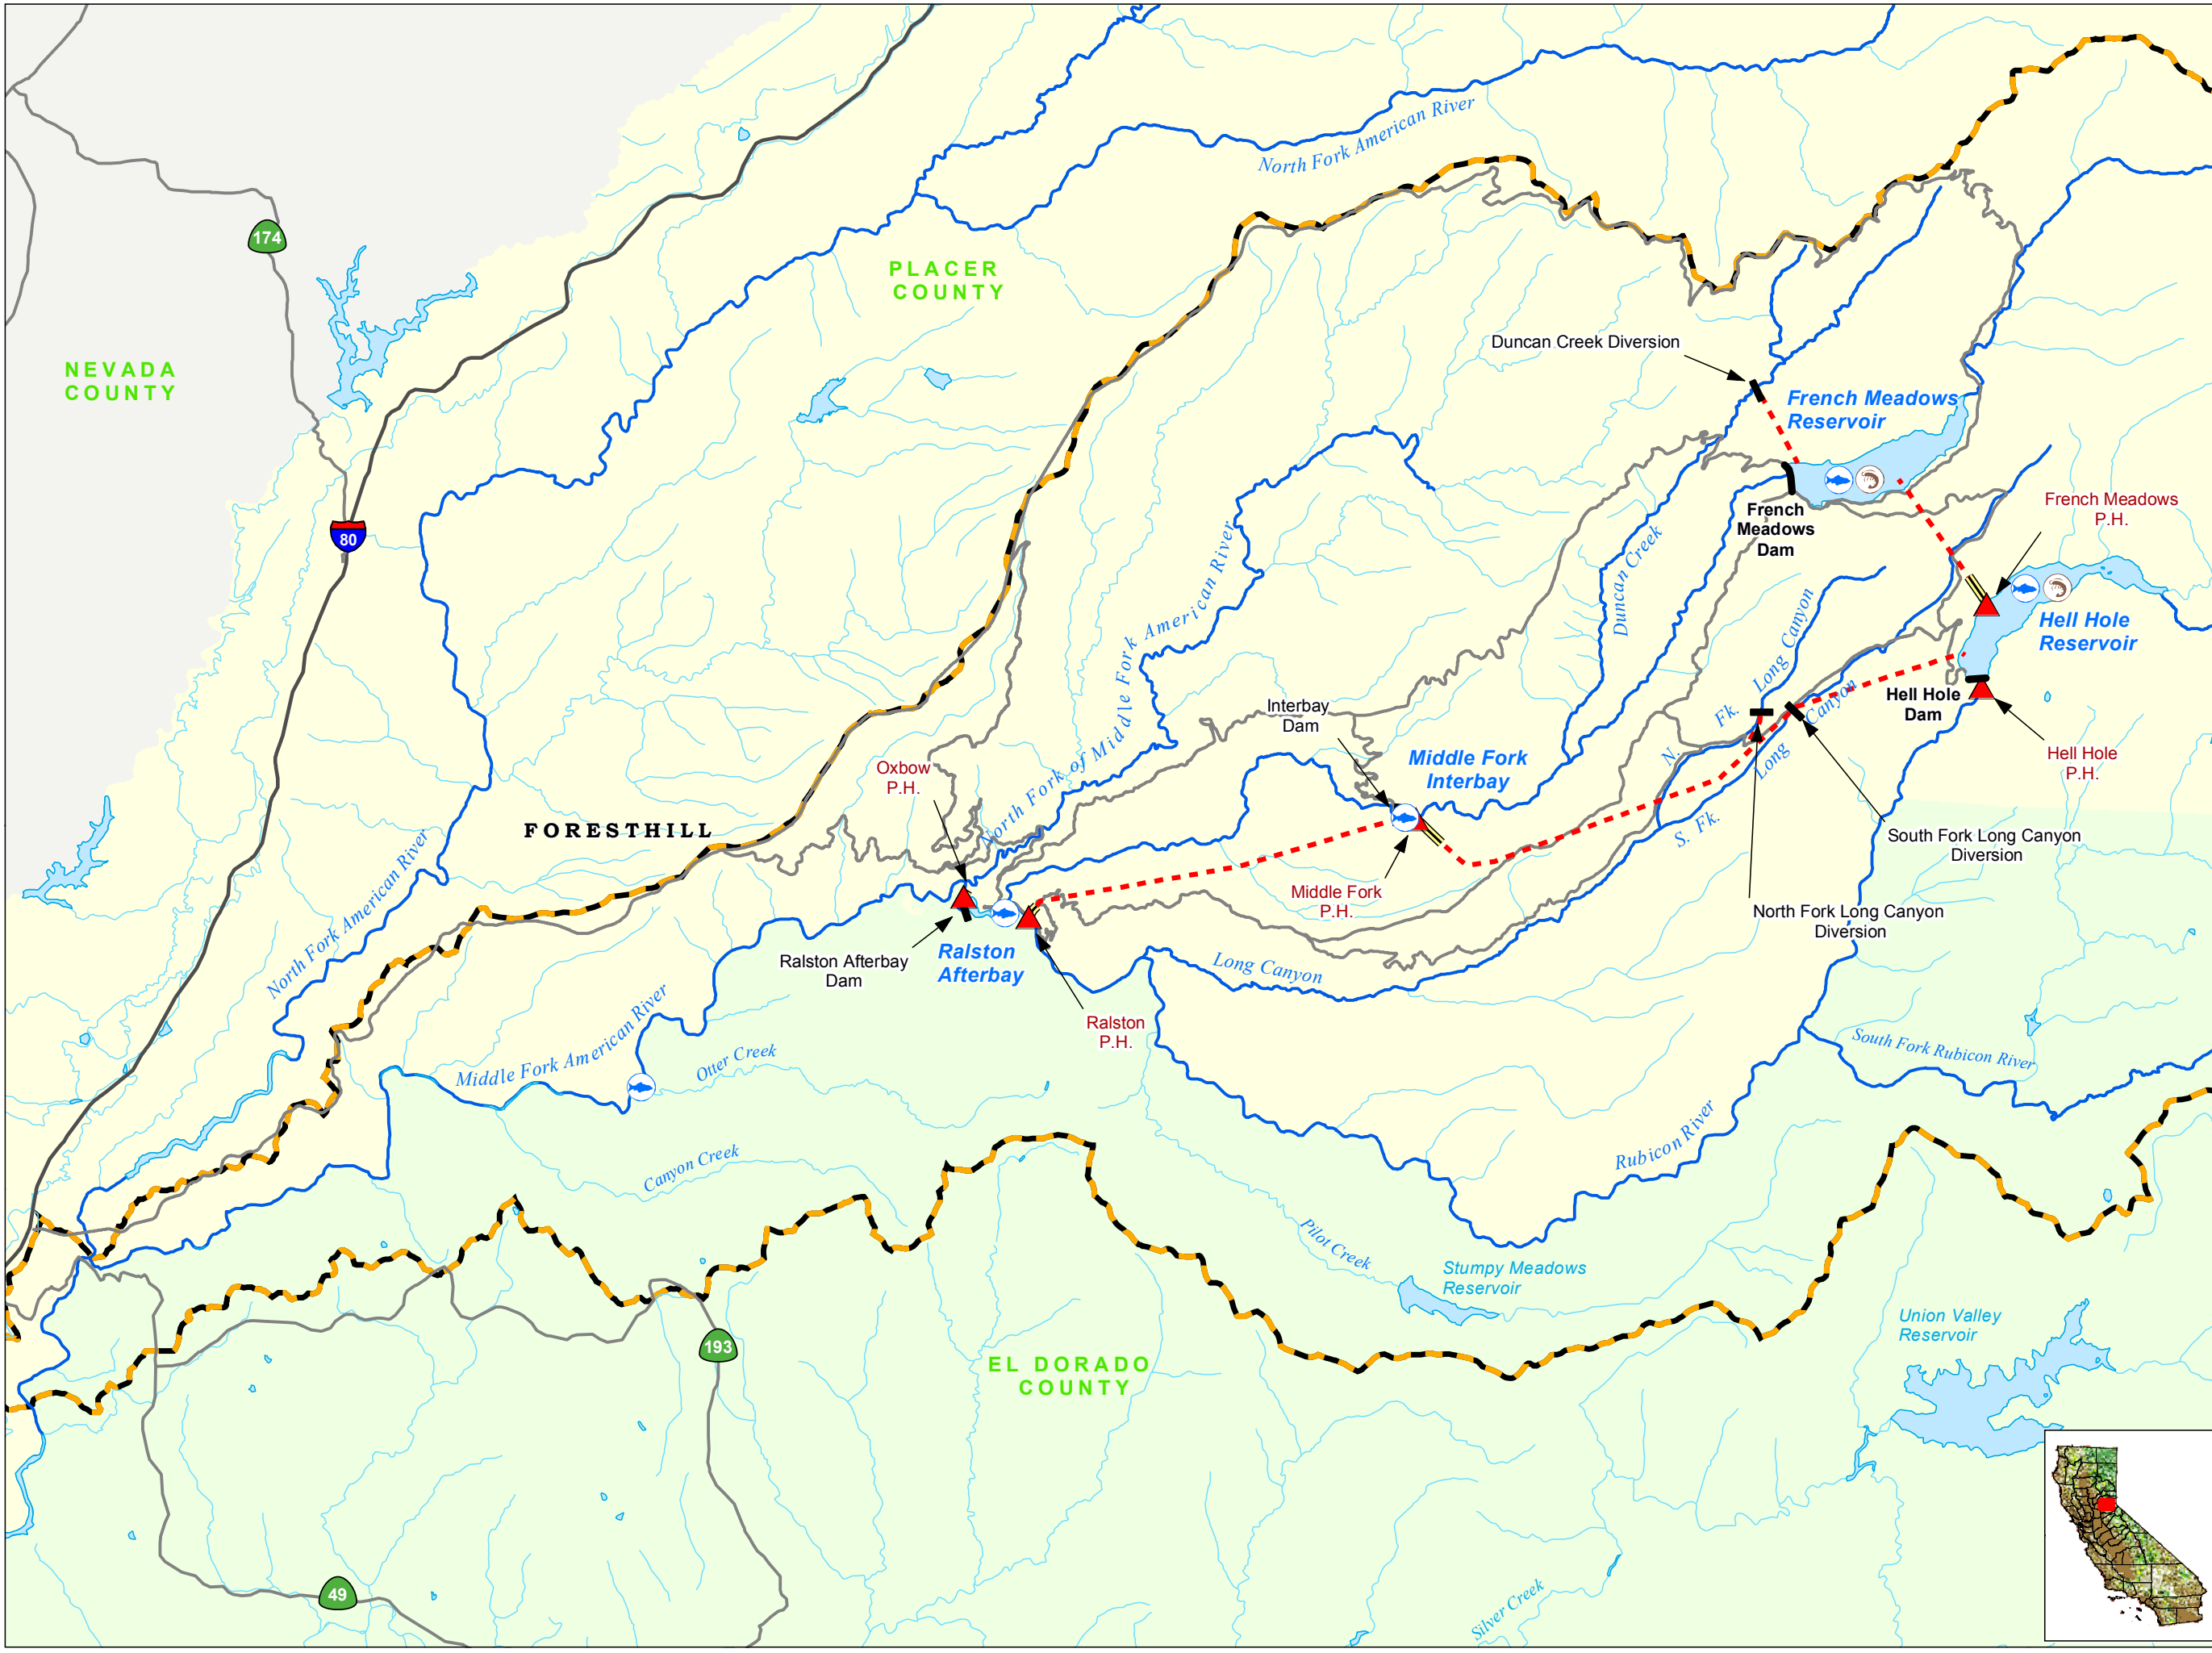 North Fork American River
174
PLACER
COUNTY
Duncan Creek Diversion
NEVADA
COUNTY
French Meadows
Reservoir
French Meadows
P.H.
French
Meadows
Dam
80
Duncan Creek
North Fork of Middle Fork American River
N. Fk. Long Canyon
Hell Hole
Reservoir
Hell Hole
Dam
Interbay
Dam
S. Fk. Long Canyon
Middle Fork
Interbay
Hell Hole
P.H.
Oxbow
P.H.
FORESTHILL
South Fork Long Canyon
Diversion
Middle Fork
P.H.
North Fork Long Canyon
Diversion
North Fork American River
Ralston Afterbay
Dam
Ralston
Afterbay
Long Canyon
Ralston
P.H.
Middle Fork American River
Otter Creek
South Fork Rubicon River
Rubicon River
Canyon Creek
Pilot Creek
Stumpy Meadows
Reservoir
Union Valley
Reservoir
193
EL DORADO
COUNTY
49
Silver Creek